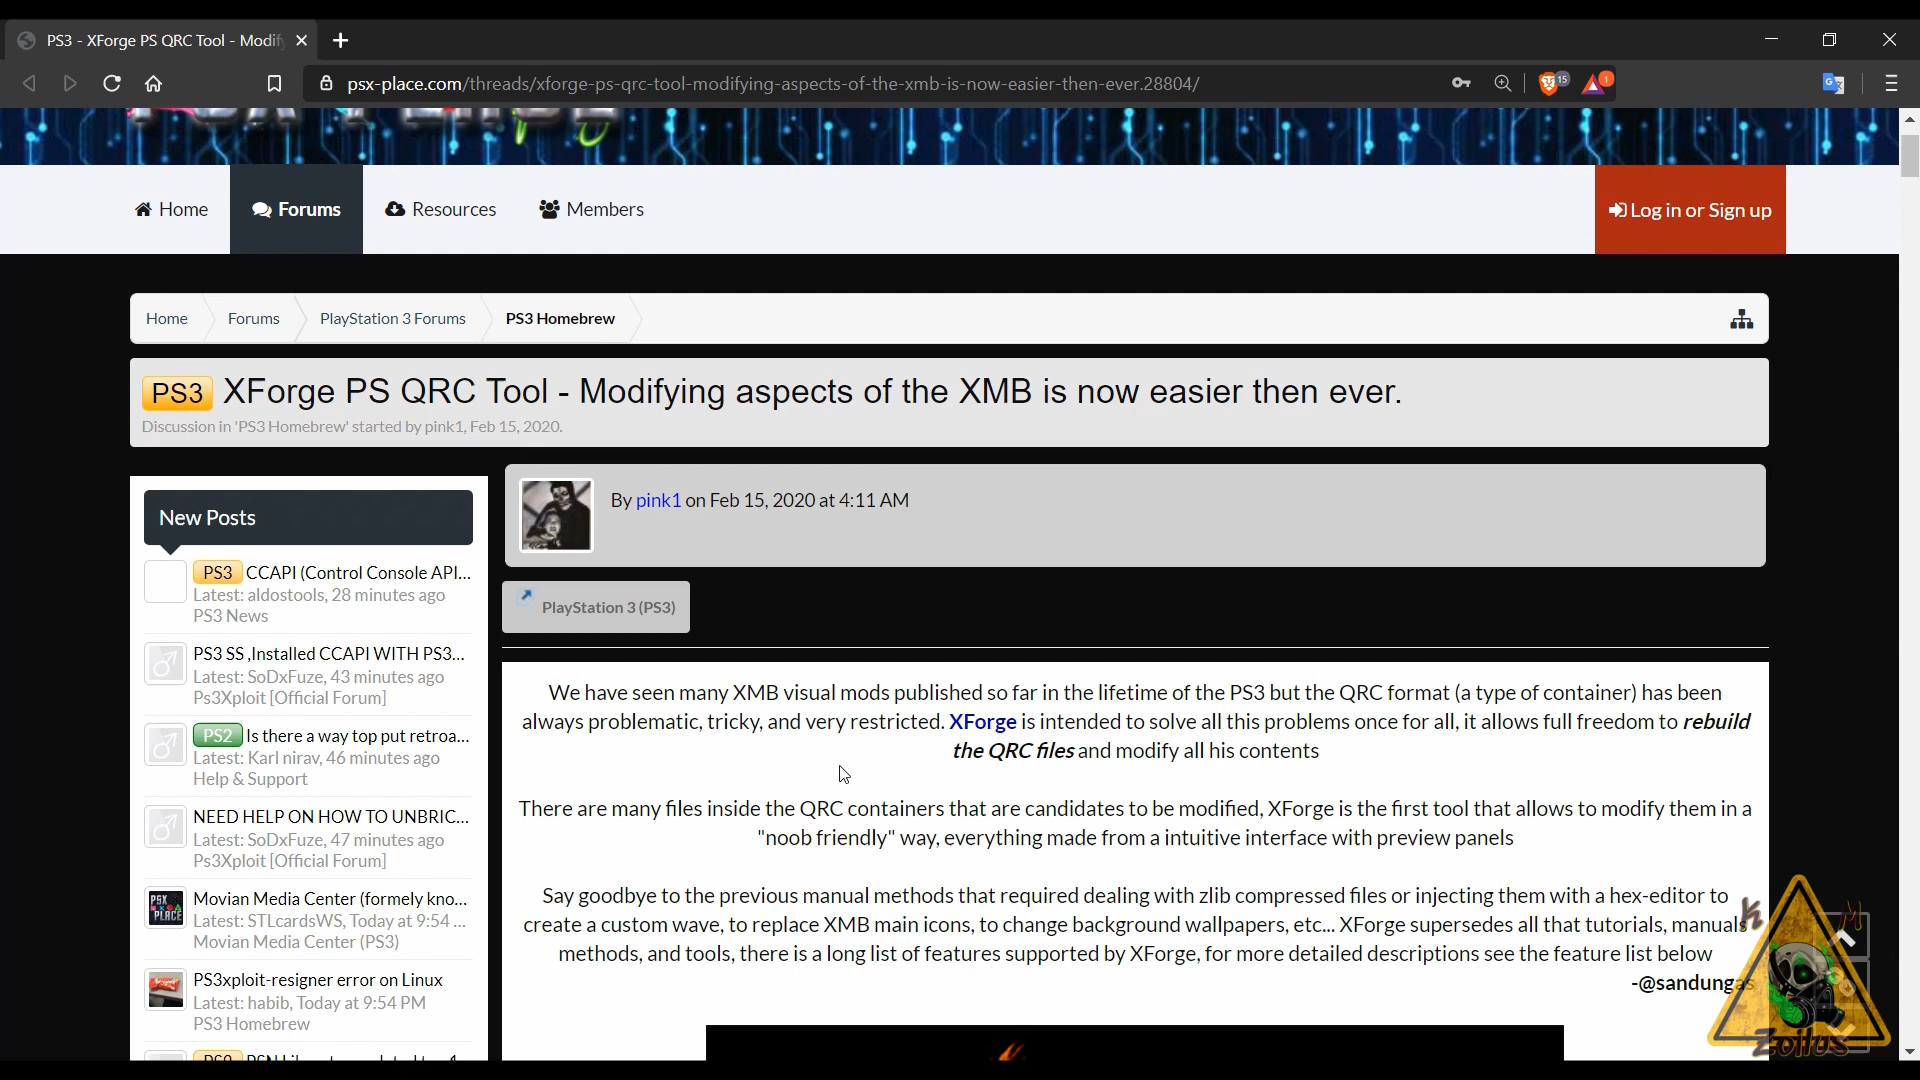 PS3 - XForge PS QRC Tool - Modify
psx-place.com/threads/xforge-ps-qrc-tool-modifying-aspects-of-the-xmb-is-now-easier-then-ever.28804/
15
1
Home
Forums
Resources
Members
Log in or Sign up
Home
Forums
PlayStation 3 Forums
PS3 Homebrew
PS3 XForge PS QRC Tool - Modifying aspects of the XMB is now easier then ever.
Discussion in 'PS3 Homebrew' started by pink1, Feb 15, 2020.
New Posts
PS3 CCAPI (Control Console API...
Latest: aldostools, 28 minutes ago
PS3 News
PS3 SS ,Installed CCAPI WITH PS3...
Latest: SoDxFuze, 43 minutes ago
Ps3Xploit [Official Forum]
PS2 Is there a way top put retroa...
Latest: Karl nirav, 46 minutes ago
Help & Support
NEED HELP ON HOW TO UNBRIC...
Latest: SoDxFuze, 47 minutes ago
Ps3Xploit [Official Forum]
PSX PLACE
Movian Media Center (formely kno...
Latest: STLcardsWS, Today at 9:54 ...
Movian Media Center (PS3)
PS3xploit-resigner error on Linux
Latest: habib, Today at 9:54 PM
PS3 Homebrew
By pink1 on Feb 15, 2020 at 4:11 AM
PlayStation 3 (PS3)
We have seen many XMB visual mods published so far in the lifetime of the PS3 but the QRC format (a type of container) has been
always problematic, tricky, and very restricted. XForge is intended to solve all this problems once for all, it allows full freedom to rebuild
the QRC files and modify all his contents
There are many files inside the QRC containers that are candidates to be modified, XForge is the first tool that allows to modify them in a
"noob friendly" way, everything made from a intuitive interface with preview panels
Say goodbye to the previous manual methods that required dealing with zlib compressed files or injecting them with a hex-editor to
create a custom wave, to replace XMB main icons, to change background wallpapers, etc... XForge supersedes all that tutorials, manuals
methods, and tools, there is a long list of features supported by XForge, for more detailed descriptions see the feature list below
-@sandungas
K M
Zoilus